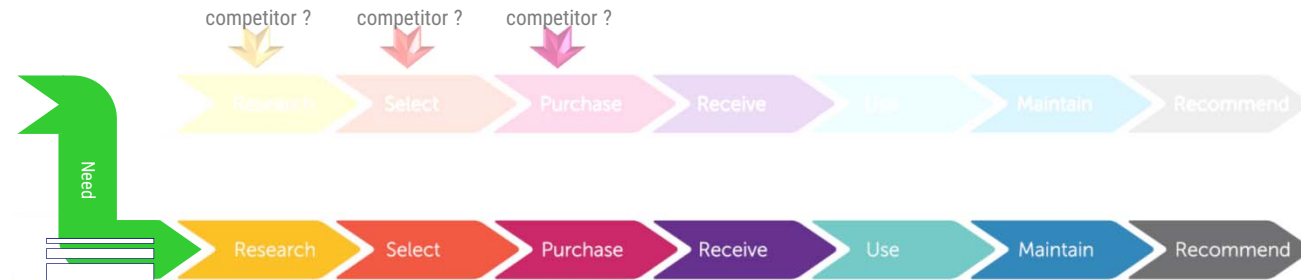 competitor ? competitor ? competitor ?
Research Select Purchase Receive Use Maintain Recommend
Need
Research Select Purchase Receive Use Maintain Recommend